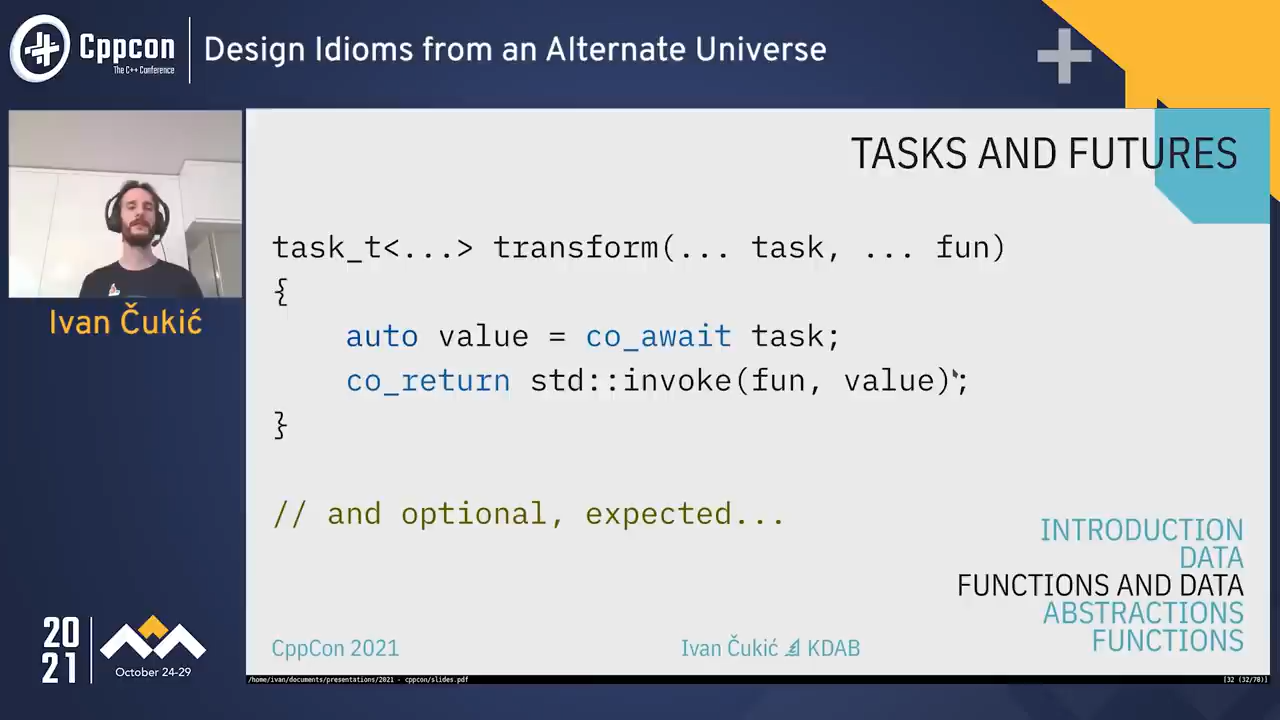 Cppcon
The C++ Conference
Design Idioms from an Alternate Universe
Ivan Čukić
TASKS AND FUTURES
task_t<...> transform(... task, ... fun)
{
auto value = co_await task;
co_return std::invoke(fun, value);
}
// and optional, expected...
INTRODUCTION
DATA
FUNCTIONS AND DATA
ABSTRACTIONS
FUNCTIONS
CppCon 2021
Ivan Čukić KDAB
/home/ivan/documents/presentations/2021 - cppcon/slides.pdf
[32 (32/78)]
20
21
October 24-29